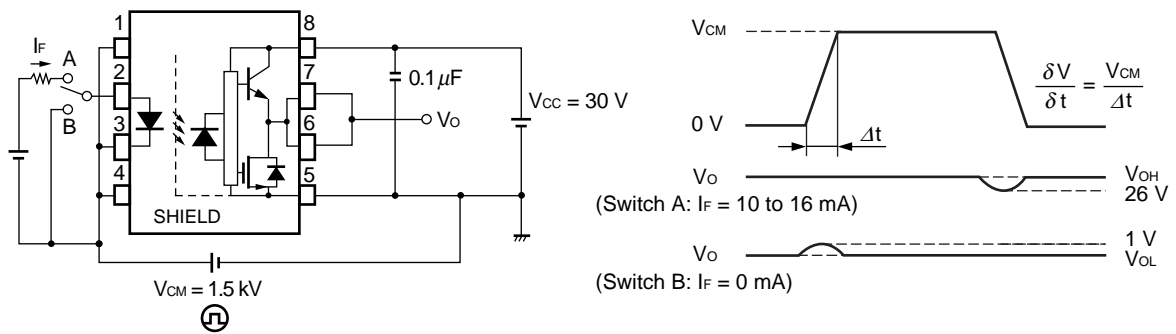 1
8
IF
A
2
7
0.1 μF
VCC = 30 V
B
VO
3
6
4
5
SHIELD
VCM = 1.5 kV
VCM
δV
δt
=
VCM
Δt
0 V
Δt
VO
VOH
26 V
(Switch A: IF = 10 to 16 mA)
1 V
VO
VOL
(Switch B: IF = 0 mA)